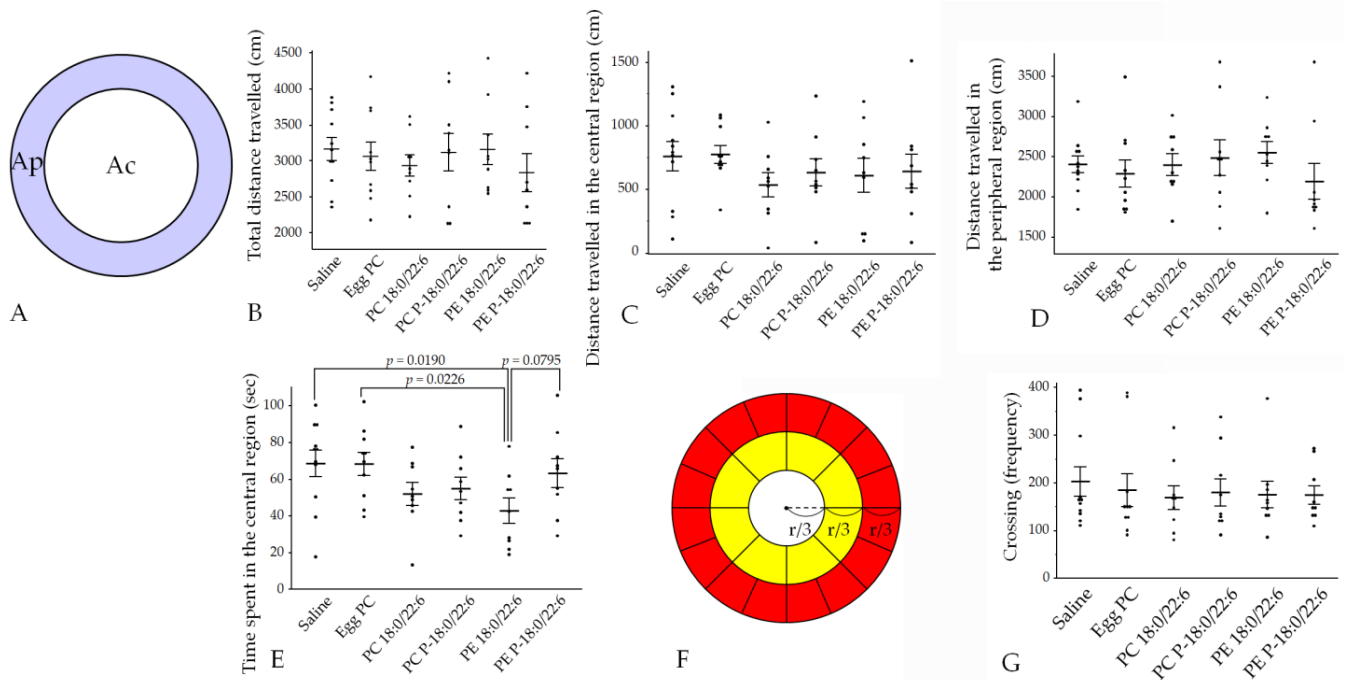 Ap
Ac
A
Total distance travelled (cm)
4500
4000
3500
3000
2500
2000
Saline
Egg PC
PC 18:0/22:6
PC P-18:0/22:6
PE 18:0/22:6
PE P-18:0/22:6
B
Distance travelled in the central region (cm)
1500
1000
500
0
Saline
Egg PC
PC 18:0/22:6
PC P-18:0/22:6
PE 18:0/22:6
PE P-18:0/22:6
C
Distance travelled in
the peripheral region (cm)
3500
3000
2500
2000
1500
Saline
Egg PC
PC 18:0/22:6
PC P-18:0/22:6
PE 18:0/22:6
PE P-18:0/22:6
D
Time spent in the central region (sec)
p = 0.0190
p = 0.0795
p = 0.0226
100
80
60
40
20
0
Saline
Egg PC
PC 18:0/22:6
PC P-18:0/22:6
PE 18:0/22:6
PE P-18:0/22:6
E
r/3
r/3
r/3
F
Crossing (frequency)
400
300
200
100
0
Saline
Egg PC
PC 18:0/22:6
PC P-18:0/22:6
PE 18:0/22:6
PE P-18:0/22:6
G